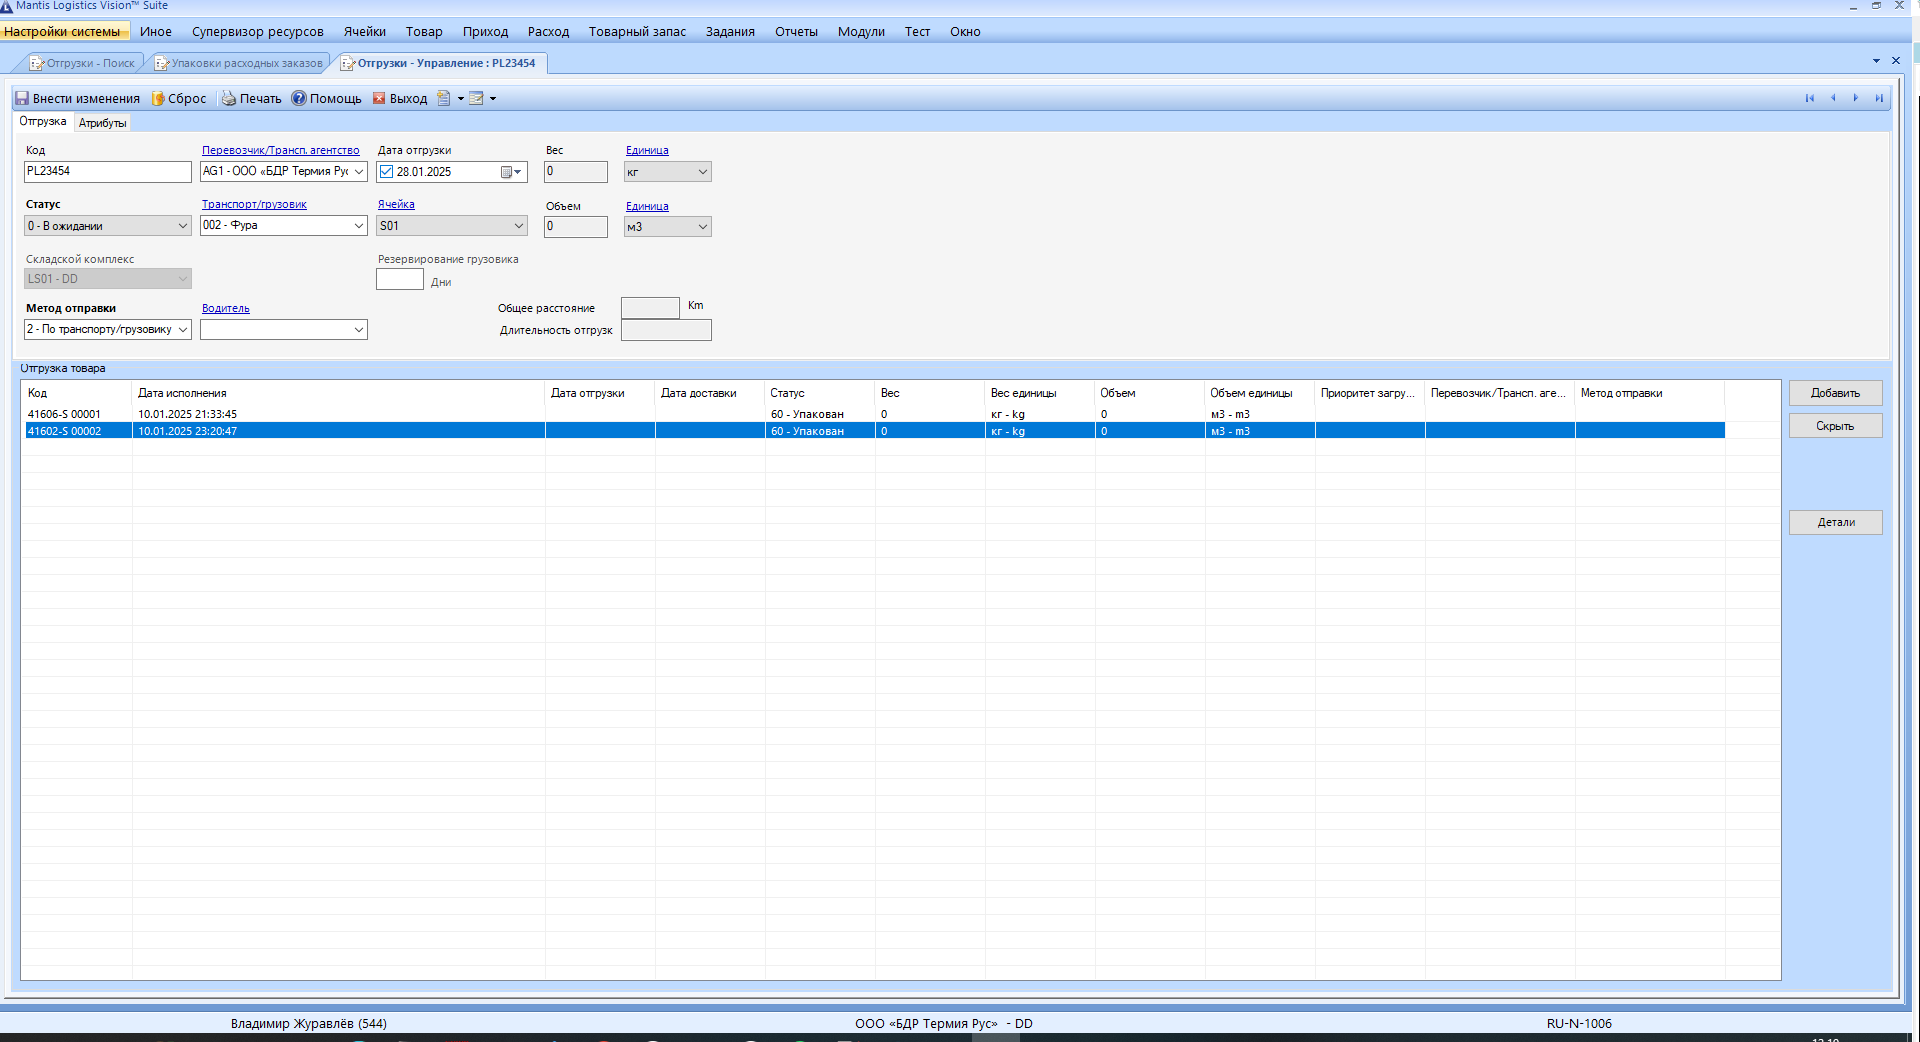 Mantis Logistics Vision™ Suite
Настройки системы Иное Супервизор ресурсов Ячейки Товар Приход Расход Товарный запас Задания Отчеты Модули Тест Окно
Отгрузки - Поиск Упаковки расходных заказов Отгрузки - Управление : PL23454
Внести изменения Сброс Печать Помощь Выход
Отгрузка Атрибуты
Код Перевозчик/Трансп. агентство Дата отгрузки Вес Единица
PL23454 AG1 - ООО «БДР Термия Рус 28.01.2025 0 кг
Статус Транспорт/грузовик Ячейка Объем Единица
0 - В ожидании 002 - Фура S01 0 м3
Складской комплекс Резервирование грузовика
LS01 - DD Дни
Метод отправки Водитель Общее расстояние Km
2 - По транспорту/грузовику Длительность отгрузк
Отгрузка товара
Код Дата исполнения Дата отгрузки Дата доставки Статус Вес Вес единицы Объем Объем единицы Приоритет загру... Перевозчик/Трансп. аге... Метод отправки Добавить
41606-S 00001 10.01.2025 21:33:45 60 - Упакован 0 кг - kg 0 м3 - m3
41602-S 00002 10.01.2025 23:20:47 60 - Упакован 0 кг - kg 0 м3 - m3 Скрыть
Детали
Владимир Журавлёв (544) ООО «БДР Термия Рус» - DD RU-N-1006